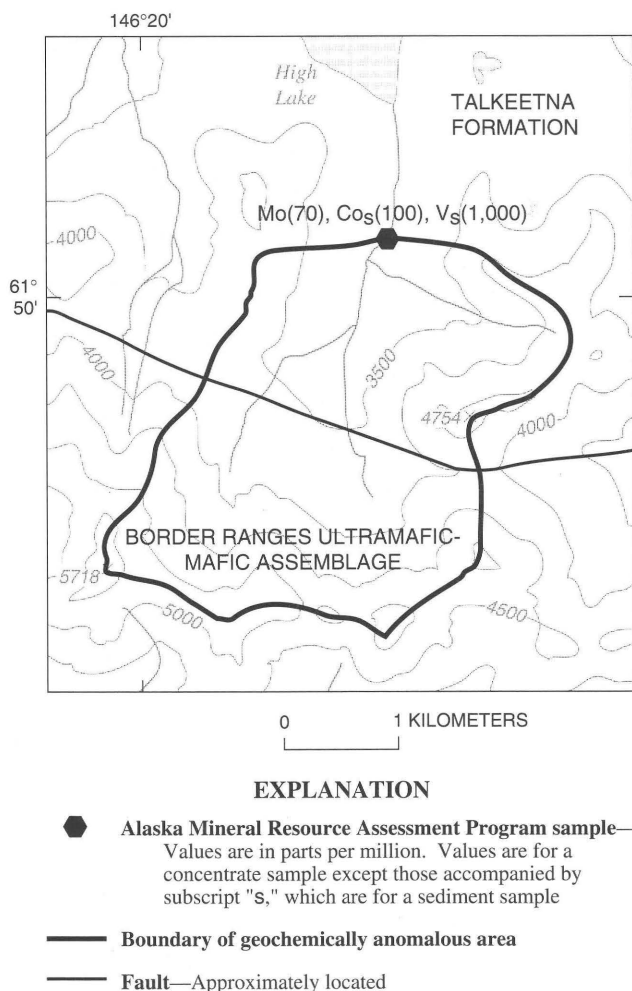 146°20'
High
Lake
TALKEETNA
FORMATION
Mo(70), Cos(100), Vs(1,000)
4000
61°
50'
4000
3500
4754
4000
BORDER RANGES ULTRAMAFIC-
MAFIC ASSEMBLAGE
5718
5000
4500
0 1 KILOMETERS
EXPLANATION
Alaska Mineral Resource Assessment Program sample—
Values are in parts per million. Values are for a
concentrate sample except those accompanied by
subscript "s," which are for a sediment sample
Boundary of geochemically anomalous area
Fault—Approximately located